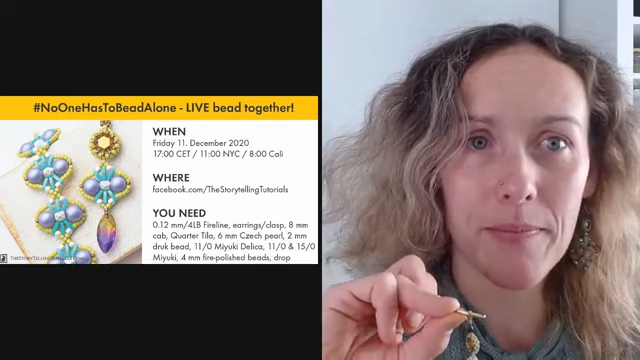 #NoOneHasToBeadAlone - LIVE bead together!
WHEN
Friday 11. December 2020
17:00 CET / 11:00 NYC / 8:00 Cali
WHERE
facebook.com/TheStorytellingTutorials
YOU NEED
0.12 mm/4LB Fireline, earrings/clasp, 8 mm
cab, Quarter Tila, 6 mm Czech pearl, 2 mm
druk bead, 11/0 Miyuki Delica, 11/0 & 15/0
Miyuki, 4 mm fire-polished beads, drop